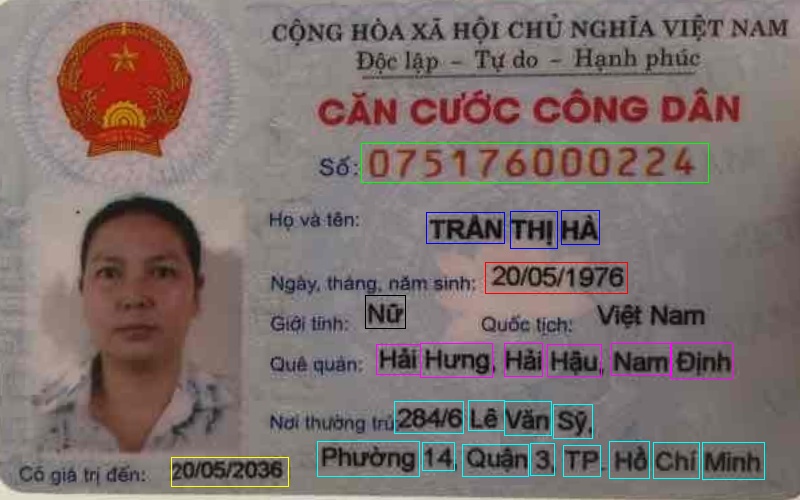 CỘNG HÒA XÃ HỘI CHỦ NGHĨA VIỆT NAM
Độc lập - Tự do - Hạnh phúc
CĂN CƯỚC CÔNG DÂN
Số: 075176000224
Họ và tên: TRẦN THỊ HÀ
Ngày, tháng, năm sinh: 20/05/1976
Giới tính: Nữ Quốc tịch: Việt Nam
Quê quán: Hải Hưng, Hải Hậu, Nam Định
Nơi thường trú: 284/6 Lê Văn Sỹ,
Phường 14, Quận 3, TP. Hồ Chí Minh
Có giá trị đến: 20/05/2036